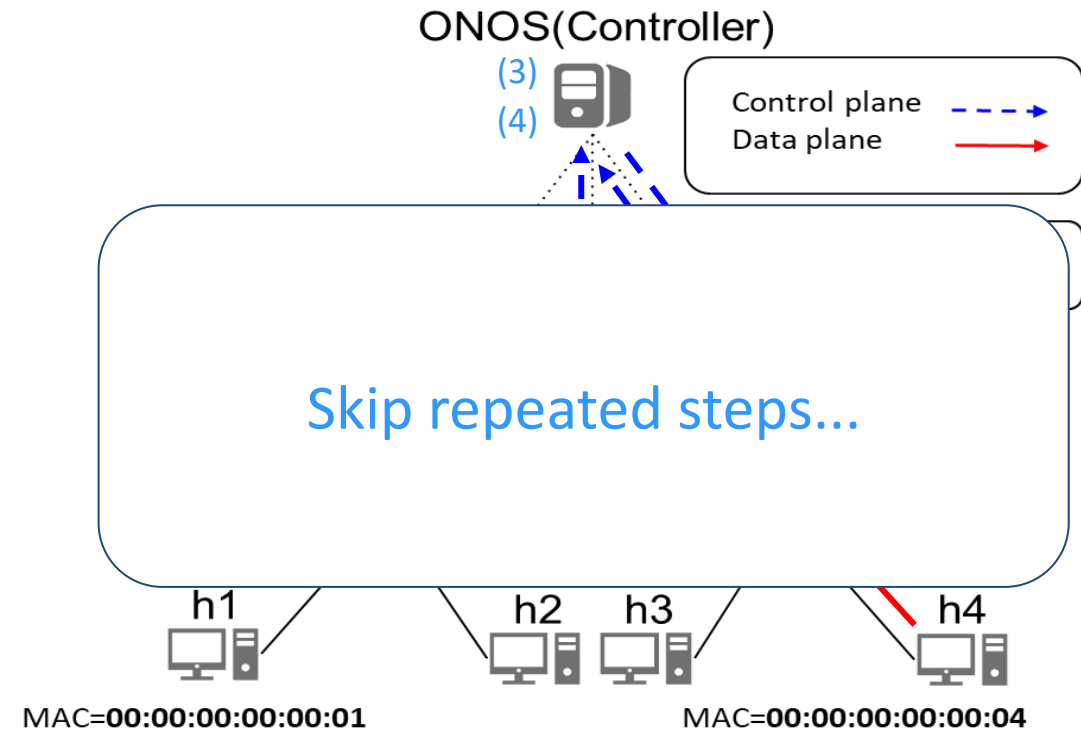 ONOS(Controller)
(3)
(4)
Control plane
Data plane
Skip repeated steps...
h1
h2
h3
h4
MAC=00:00:00:00:00:01
MAC=00:00:00:00:00:04